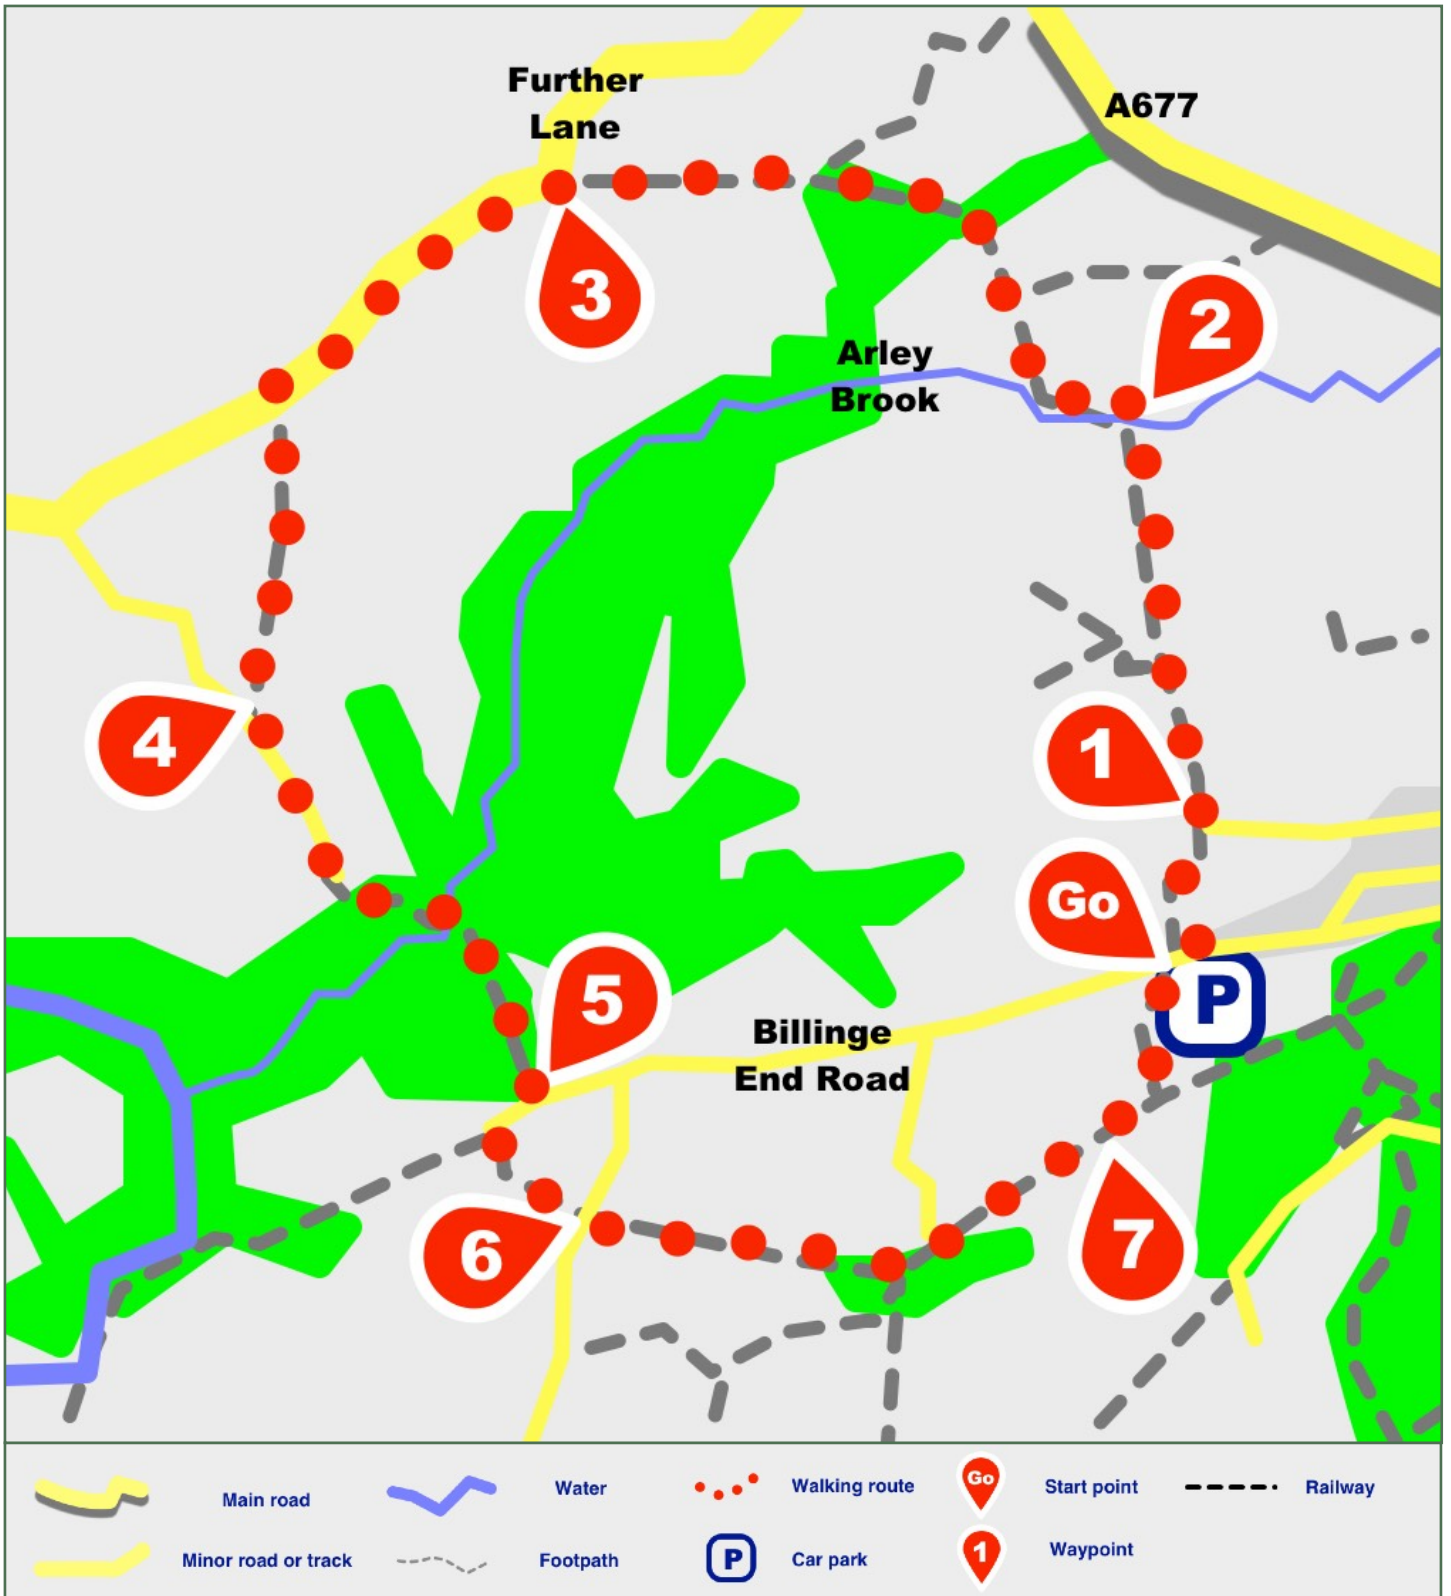 Further
Lane
A677
3
2
Arley
Brook
4
1
Go
5
P
Billinge
End Road
6
7
Main road
Water
Walking route
Go
Start point
Railway
Minor road or track
Footpath
P
Car park
1
Waypoint